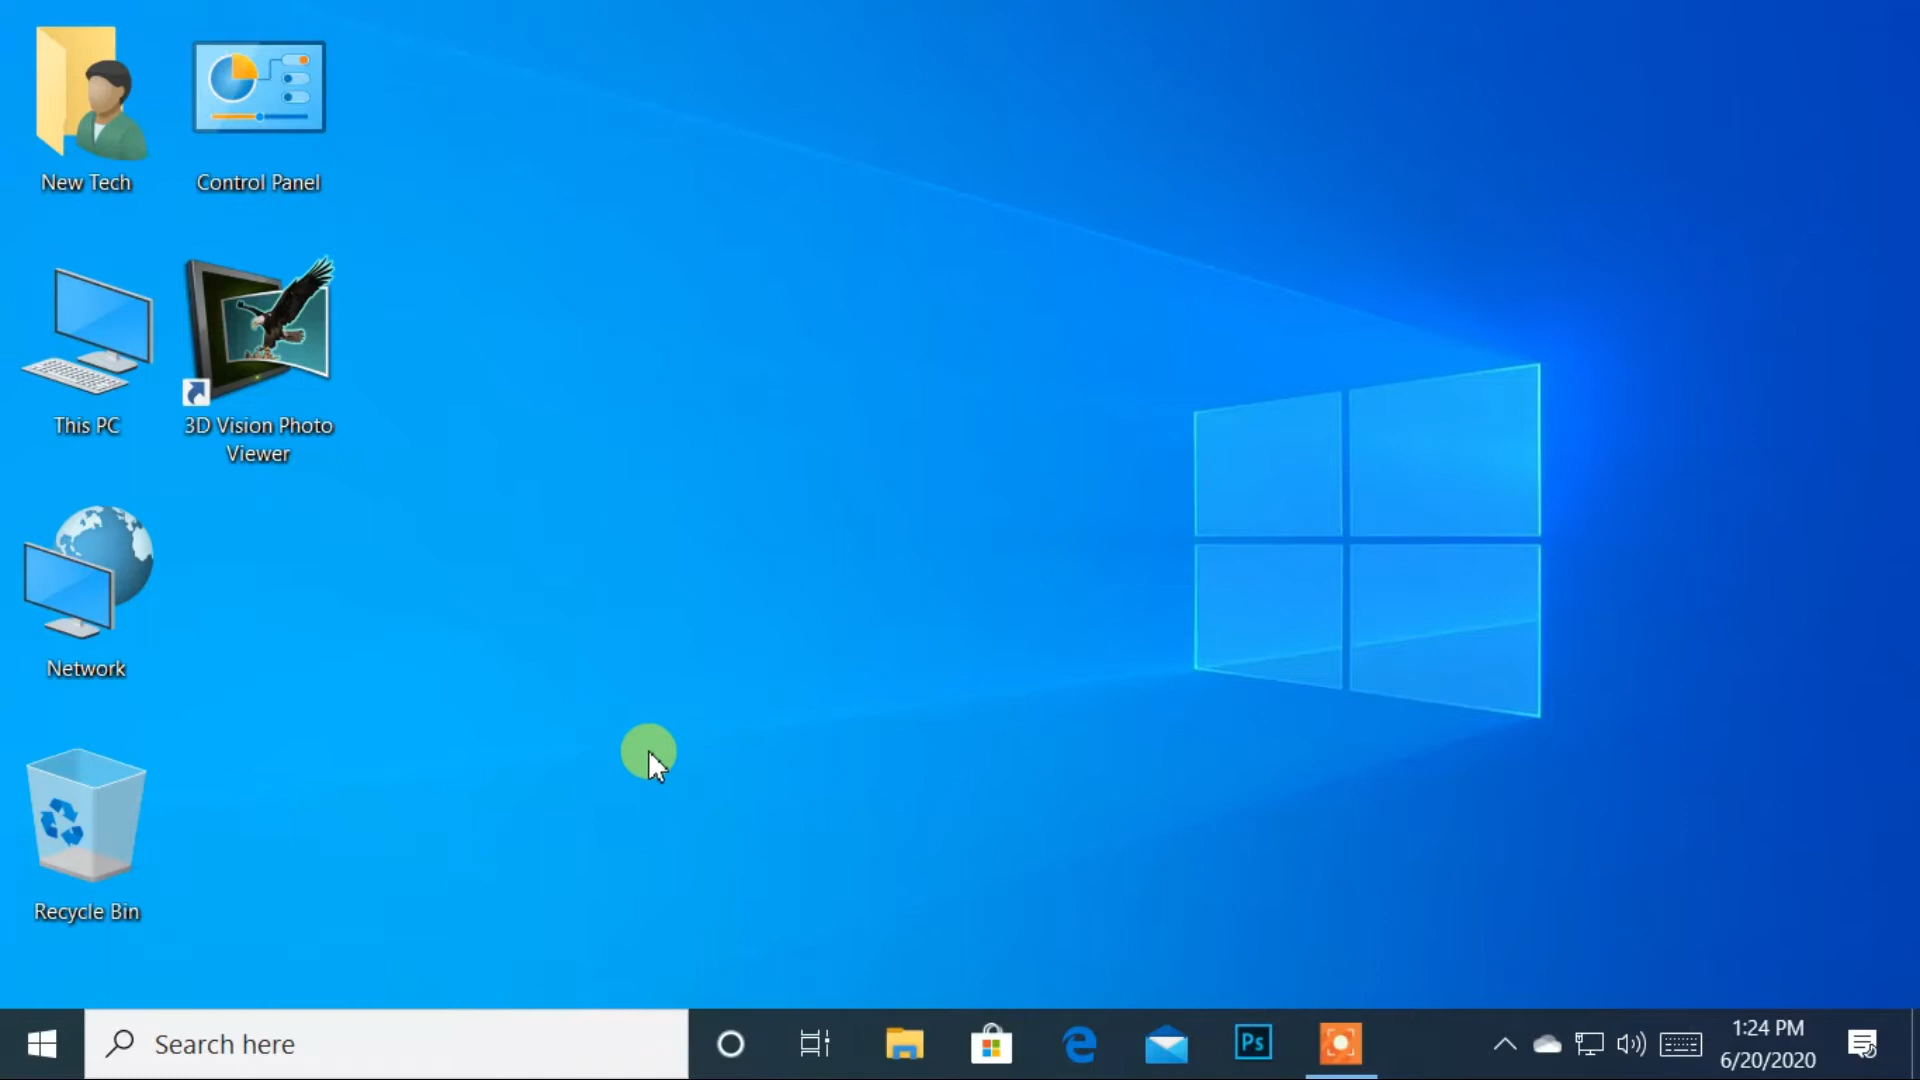 New Tech
Control Panel
This PC
3D Vision Photo
Viewer
Network
Recycle Bin
Search here
Ps
1:24 PM
6/20/2020